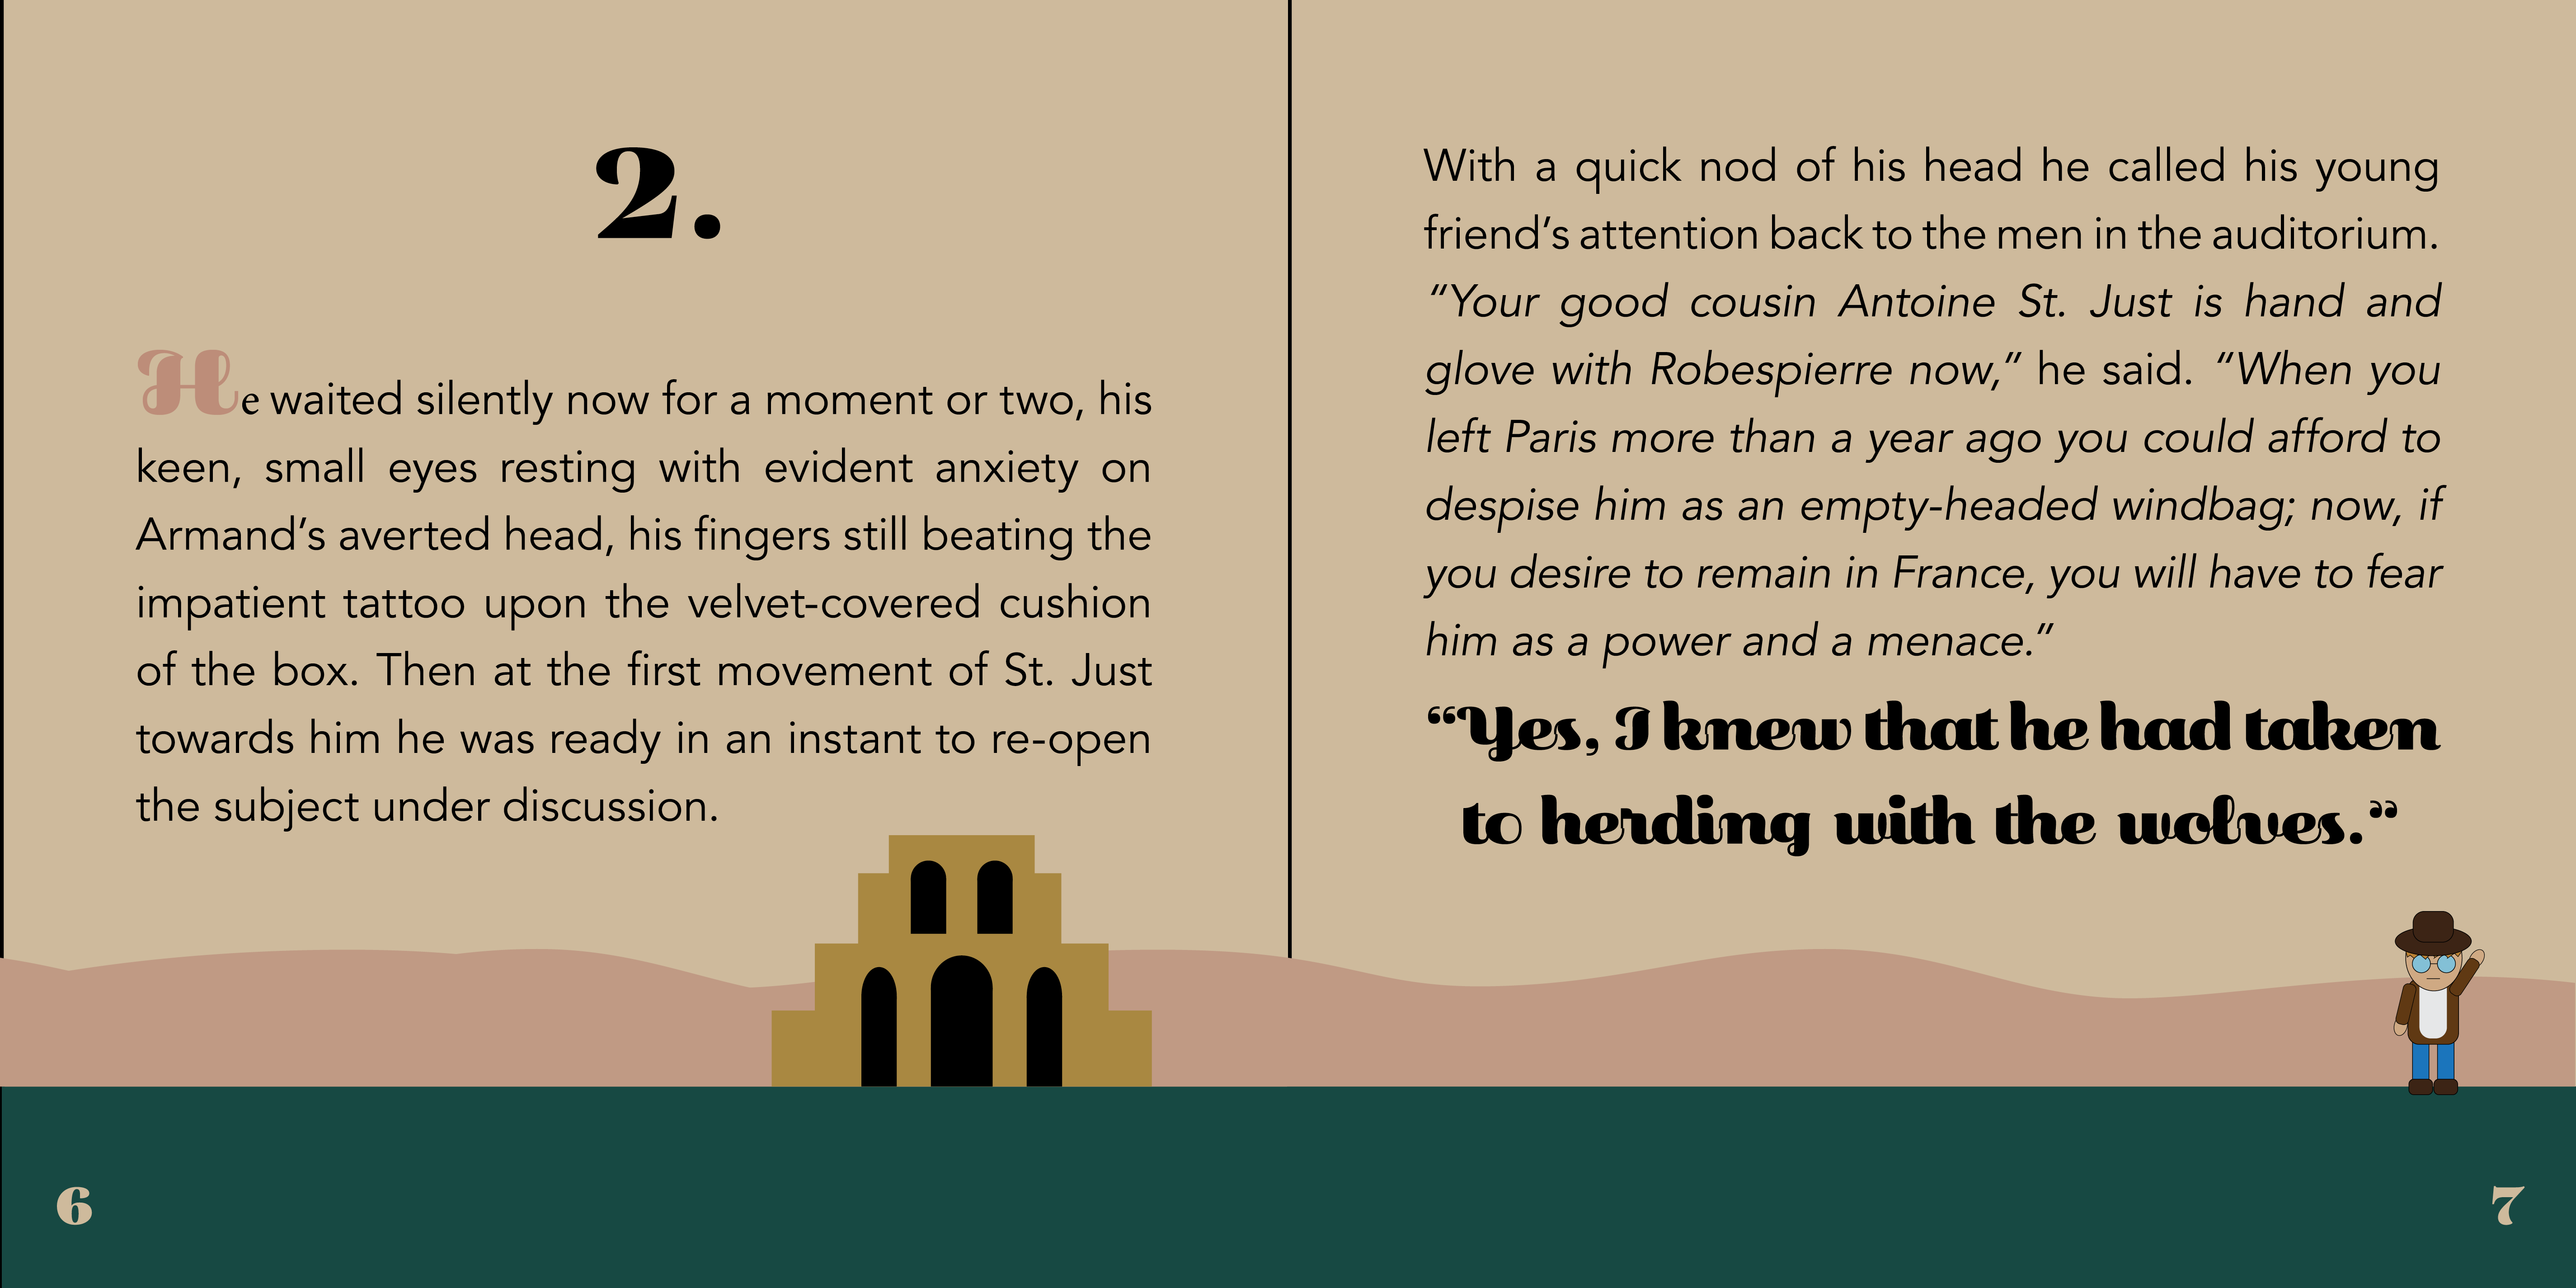 2.
He waited silently now for a moment or two, his
keen, small eyes resting with evident anxiety on
Armand’s averted head, his fingers still beating the
impatient tattoo upon the velvet-covered cushion
of the box. Then at the first movement of St. Just
towards him he was ready in an instant to re-open
the subject under discussion.
6
With a quick nod of his head he called his young
friend’s attention back to the men in the auditorium.
“Your good cousin Antoine St. Just is hand and
glove with Robespierre now,” he said. “When you
left Paris more than a year ago you could afford to
despise him as an empty-headed windbag; now, if
you desire to remain in France, you will have to fear
him as a power and a menace.”
“Yes, I knew that he had taken
to herding with the wolves.”
7